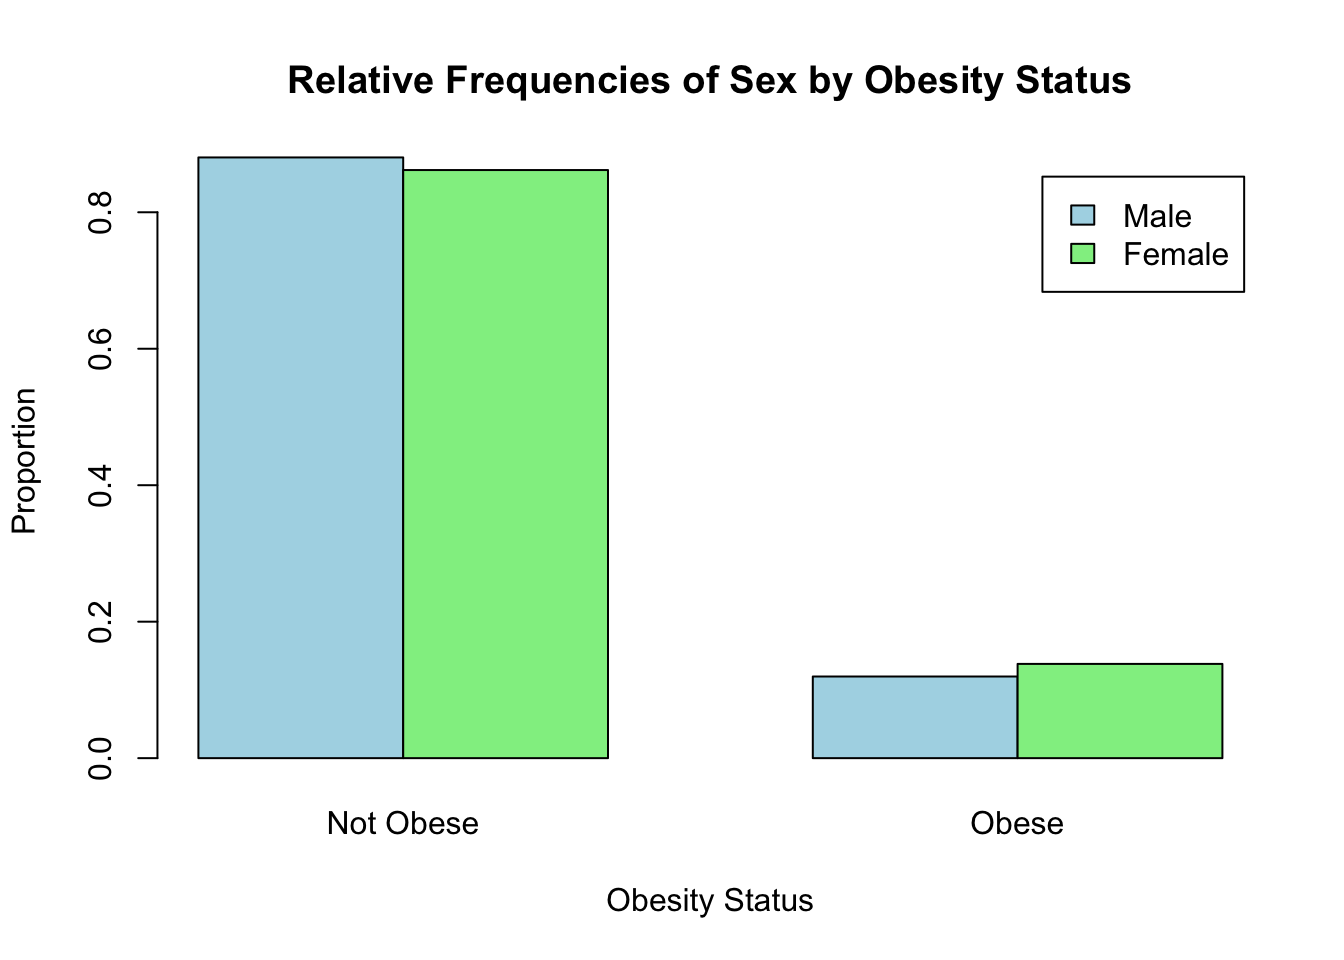 Relative Frequencies of Sex by Obesity Status
Male
Female
Proportion
0.8
0.6
0.4
0.2
0.0
Not Obese
Obese
Obesity Status